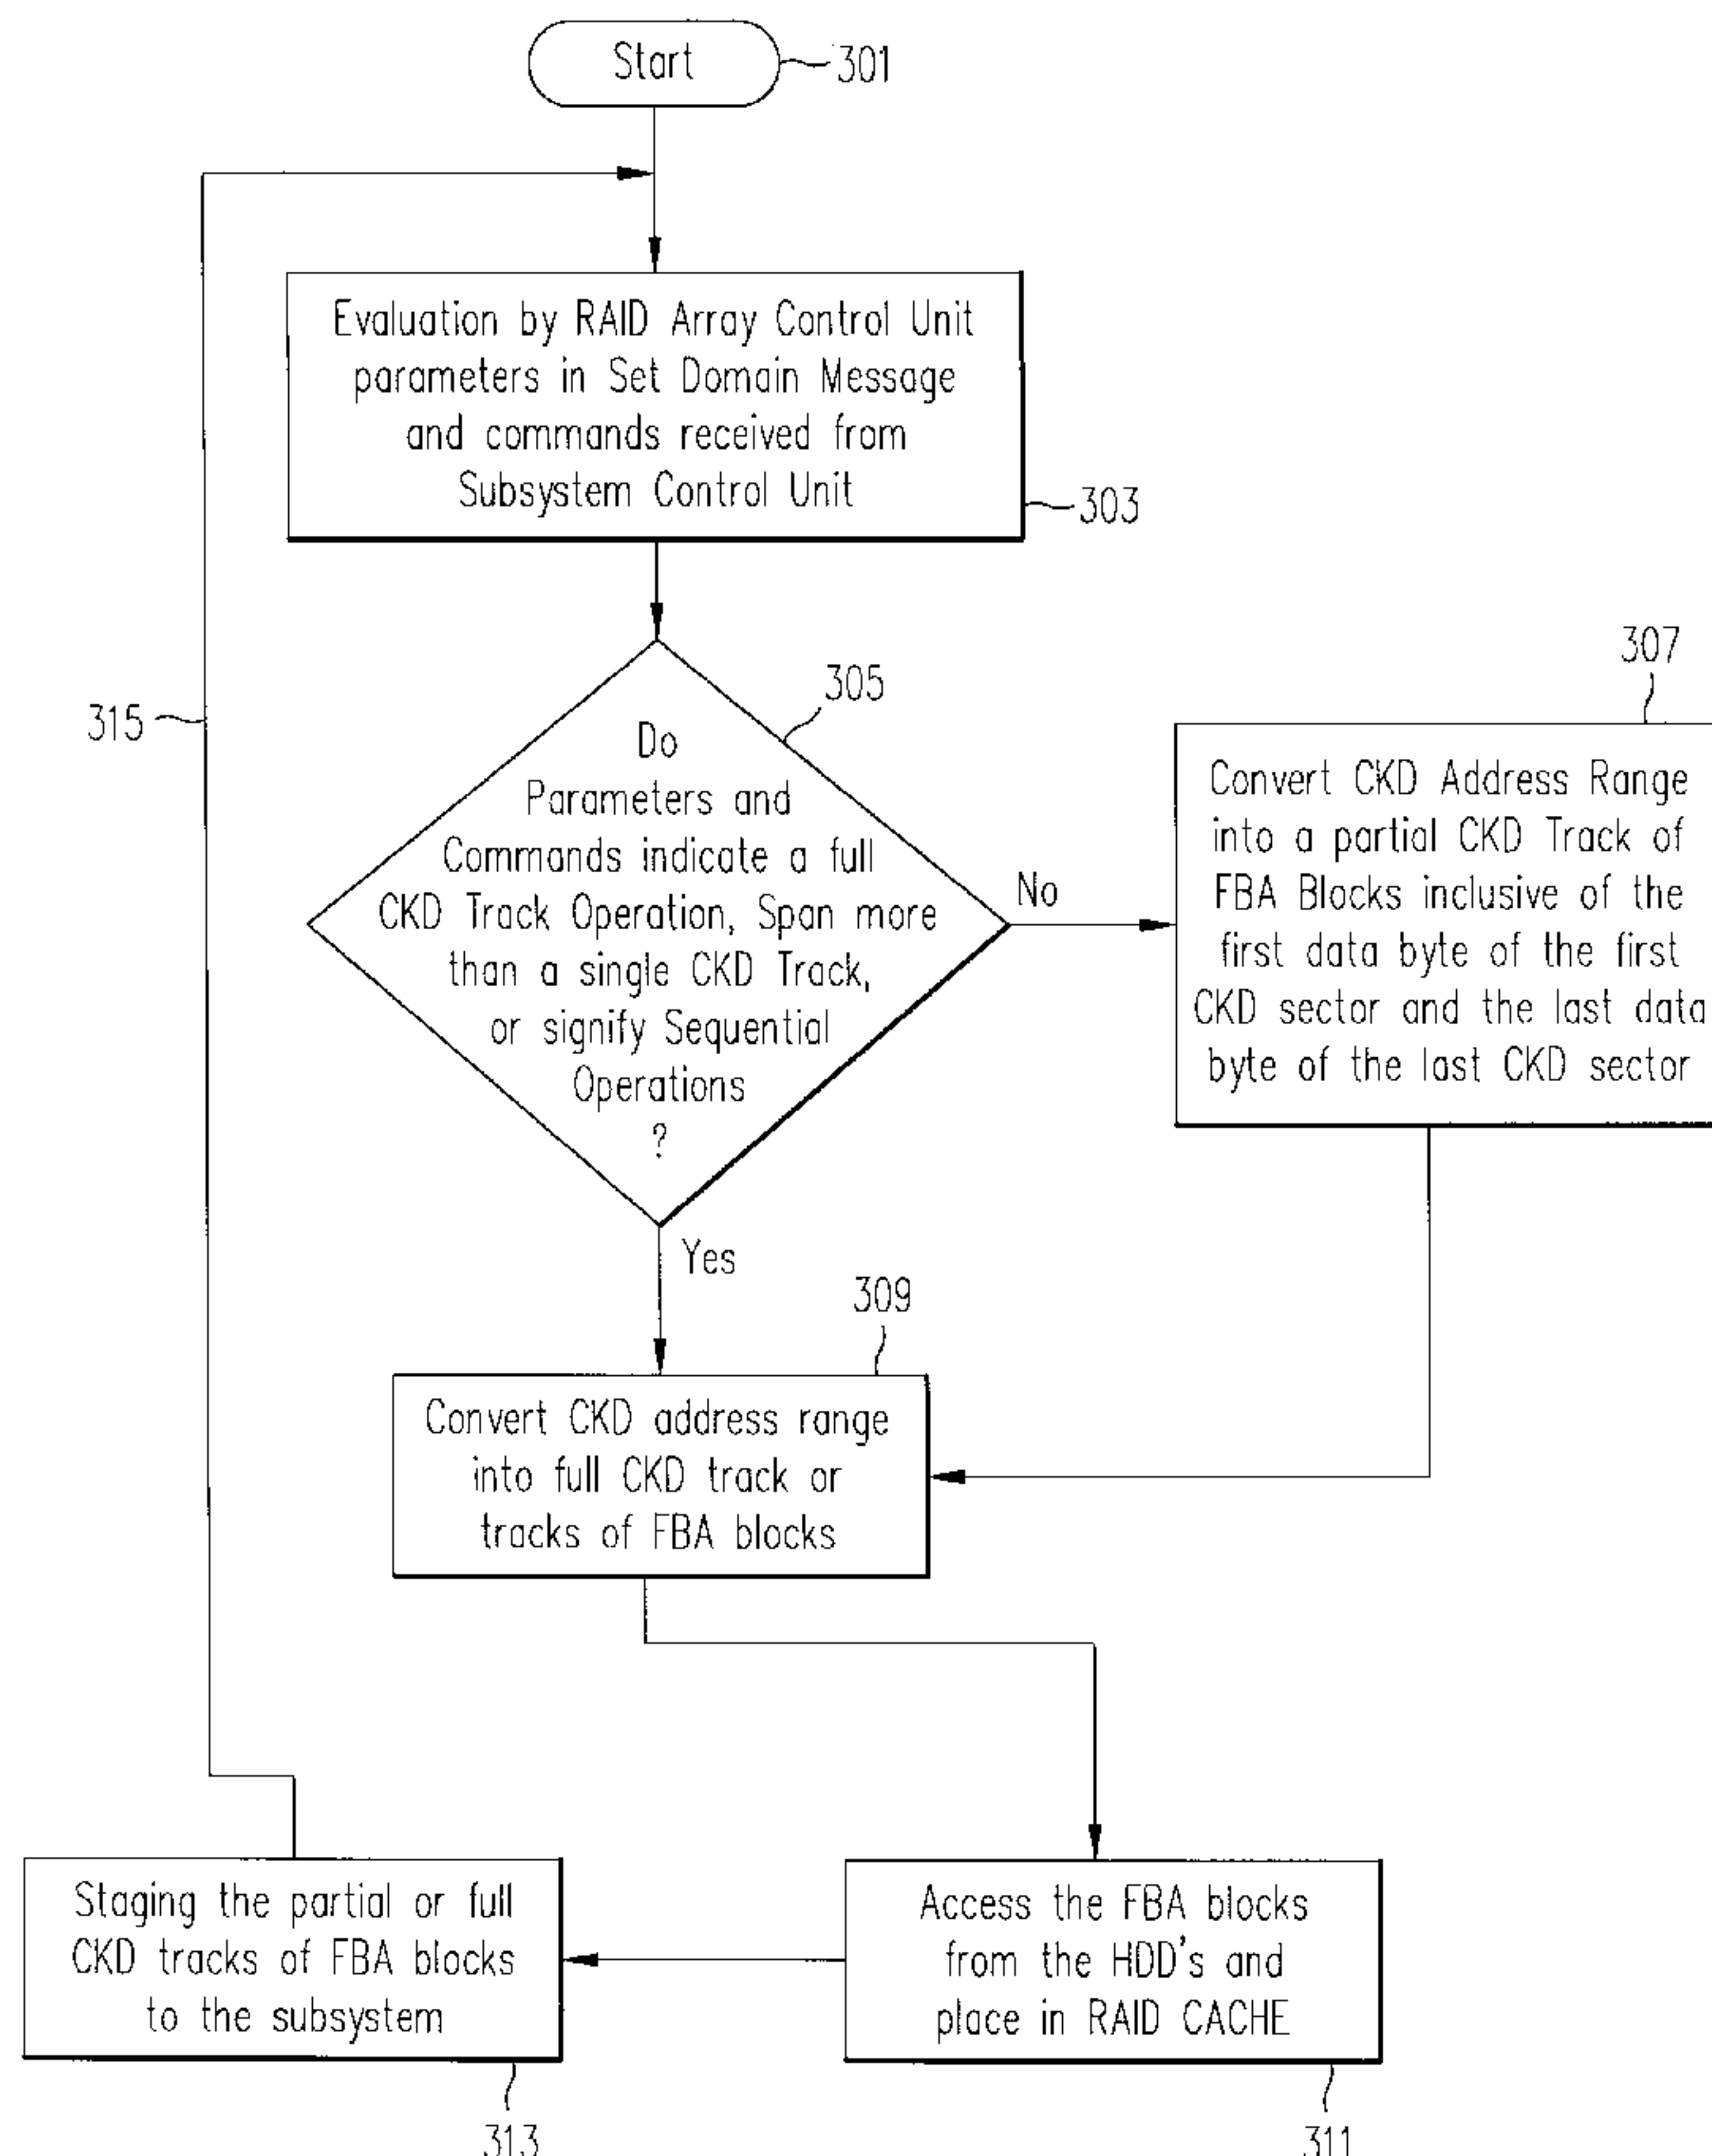 Start
301
Evaluation by RAID Array Control Unit
parameters in Set Domain Message
and commands received from
Subsystem Control Unit
303
305
307
315
Do
Parameters and
Commands indicate a full
CKD Track Operation, Span more
than a single CKD Track,
or signify Sequential
Operations
?
No
Convert CKD Address Range
into a partial CKD Track of
FBA Blocks inclusive of the
first data byte of the first
CKD sector and the last data
byte of the last CKD sector
Yes
309
Convert CKD address range
into full CKD track or
tracks of FBA blocks
Staging the partial or full
CKD tracks of FBA blocks
to the subsystem
313
Access the FBA blocks
from the HDD's and
place in RAID CACHE
311